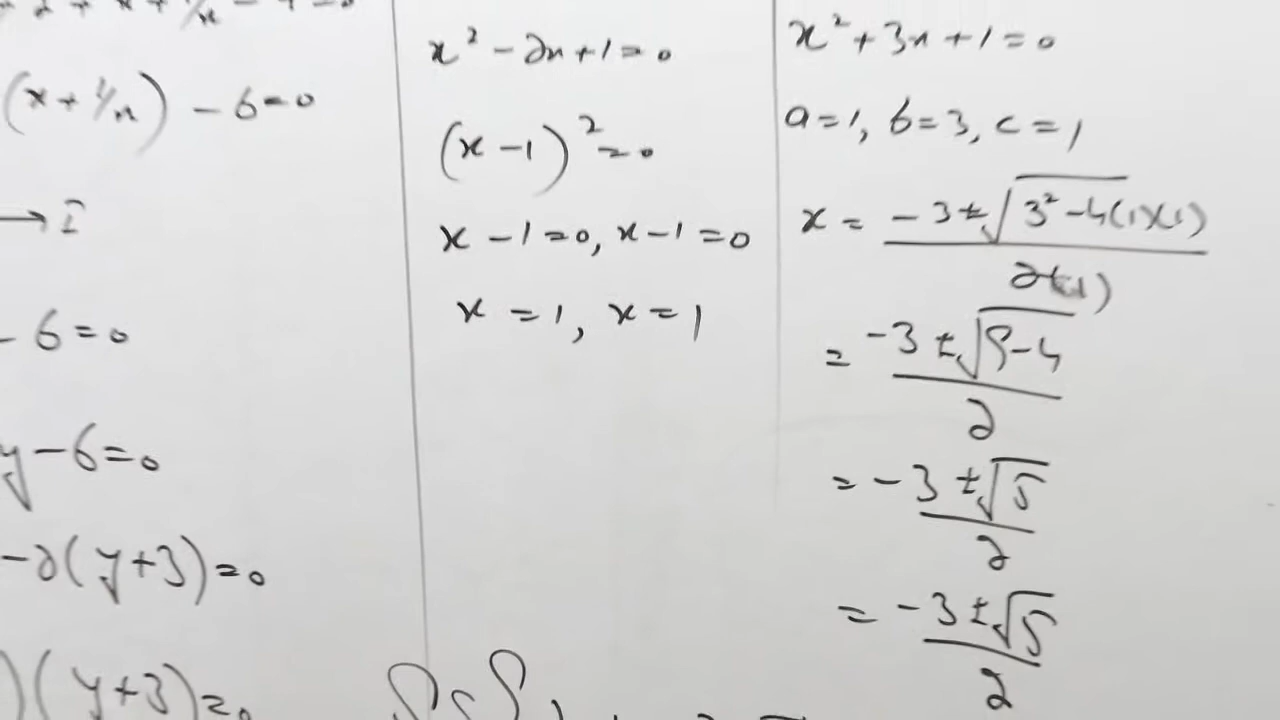 (x + 1/x) - 6 = 0
→ I
- 6 = 0
y - 6 = 0
-2(y+3) = 0
)(y+3) = 0
x² - 2x + 1 = 0
(x - 1)² = 0
x - 1 = 0, x - 1 = 0
x = 1, x = 1
x² + 3x + 1 = 0
a = 1, b = 3, c = 1
x = (-3 ± √(3² - 4(1)(1))) / 2(1)
= (-3 ± √(9 - 4)) / 2
= (-3 ± √5) / 2
= (-3 ± √5) / 2